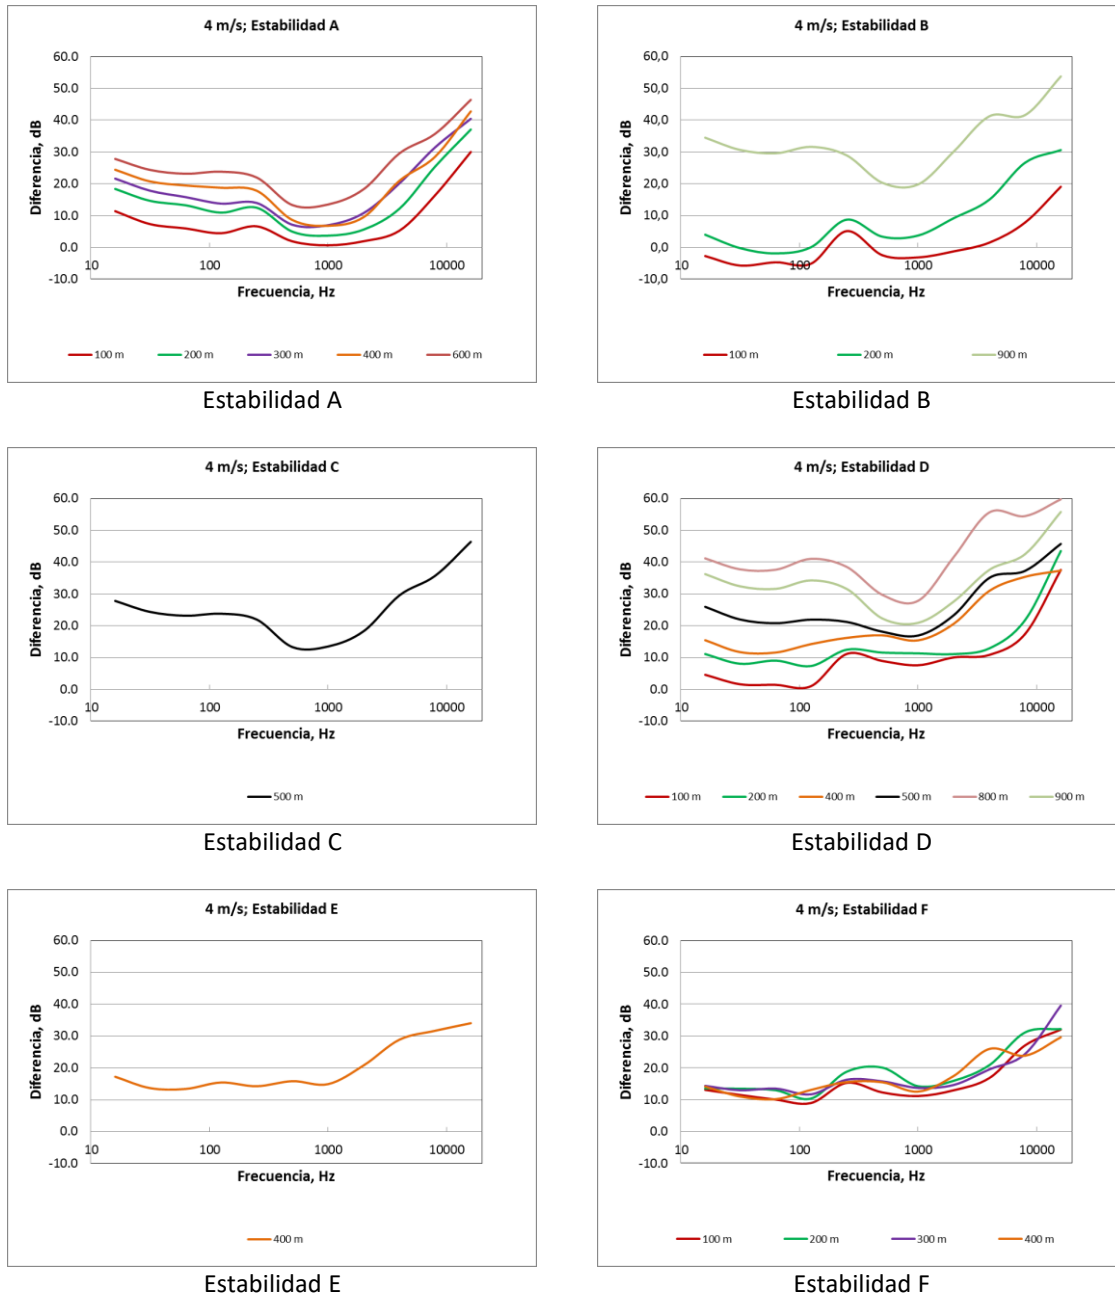 4 m/s; Estabilidad A
60.0
50.0
40.0
30.0
20.0
10.0
0.0
-10.0
10 100 1000 10000
Diferencia, dB
Frecuencia, Hz
100 m 200 m 300 m 400 m 600 m
Estabilidad A
4 m/s; Estabilidad B
60,0
50,0
40,0
30,0
20,0
10,0
0,0
-10,0
10 100 1000 10000
Diferencia, dB
Frecuencia, Hz
100 m 200 m 900 m
Estabilidad B
4 m/s; Estabilidad C
60.0
50.0
40.0
30.0
20.0
10.0
0.0
-10.0
10 100 1000 10000
Diferencia, dB
Frecuencia, Hz
500 m
Estabilidad C
4 m/s; Estabilidad D
60.0
50.0
40.0
30.0
20.0
10.0
0.0
-10.0
10 100 1000 10000
Diferencia, dB
Frecuencia, Hz
100 m 200 m 400 m 500 m 800 m 900 m
Estabilidad D
4 m/s; Estabilidad E
60.0
50.0
40.0
30.0
20.0
10.0
0.0
-10.0
10 100 1000 10000
Diferencia, dB
Frecuencia, Hz
400 m
Estabilidad E
4 m/s; Estabilidad F
60.0
50.0
40.0
30.0
20.0
10.0
0.0
-10.0
10 100 1000 10000
Diferencia, dB
Frecuencia, Hz
100 m 200 m 300 m 400 m
Estabilidad F